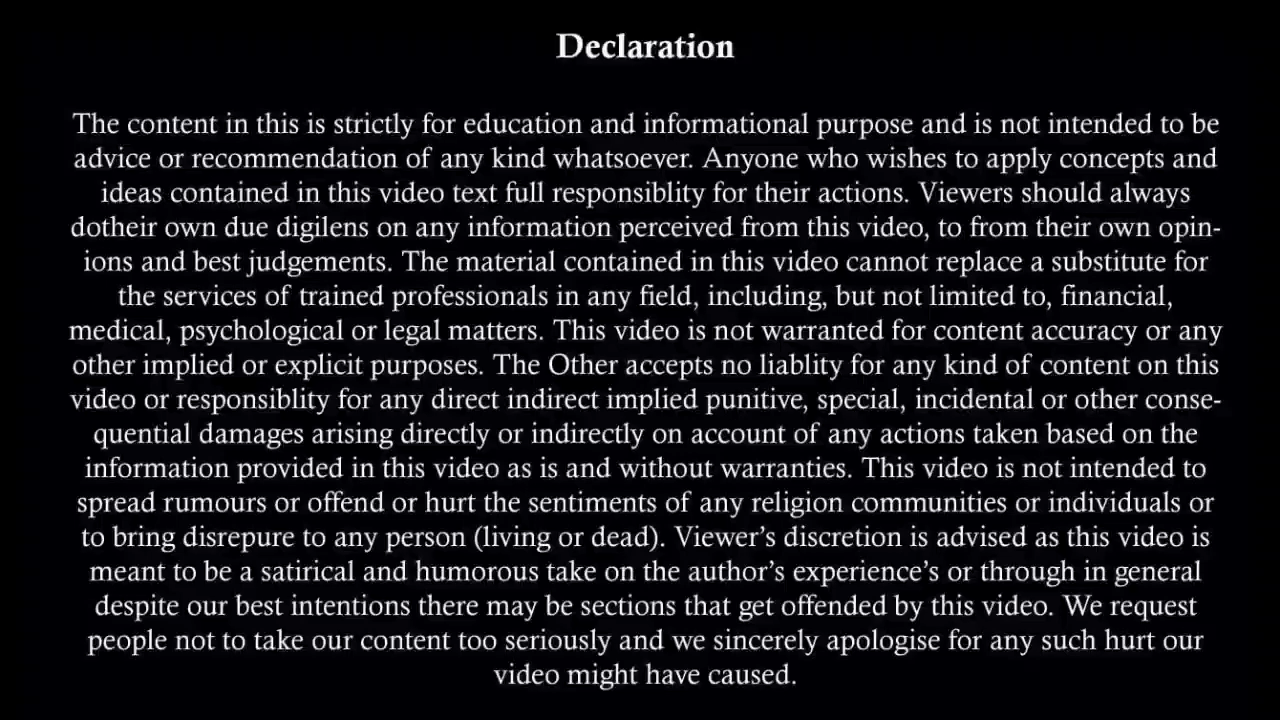 Declaration
The content in this is strictly for education and informational purpose and is not intended to be
advice or recommendation of any kind whatsoever. Anyone who wishes to apply concepts and
ideas contained in this video text full responsiblity for their actions. Viewers should always
dotheir own due digilens on any information perceived from this video, to from their own opin-
ions and best judgements. The material contained in this video cannot replace a substitute for
the services of trained professionals in any field, including, but not limited to, financial,
medical, psychological or legal matters. This video is not warranted for content accuracy or any
other implied or explicit purposes. The Other accepts no liablity for any kind of content on this
video or responsiblity for any direct indirect implied punitive, special, incidental or other conse-
quential damages arising directly or indirectly on account of any actions taken based on the
information provided in this video as is and without warranties. This video is not intended to
spread rumours or offend or hurt the sentiments of any religion communities or individuals or
to bring disrepure to any person (living or dead). Viewer's discretion is advised as this video is
meant to be a satirical and humorous take on the author's experience's or through in general
despite our best intentions there may be sections that get offended by this video. We request
people not to take our content too seriously and we sincerely apologise for any such hurt our
video might have caused.